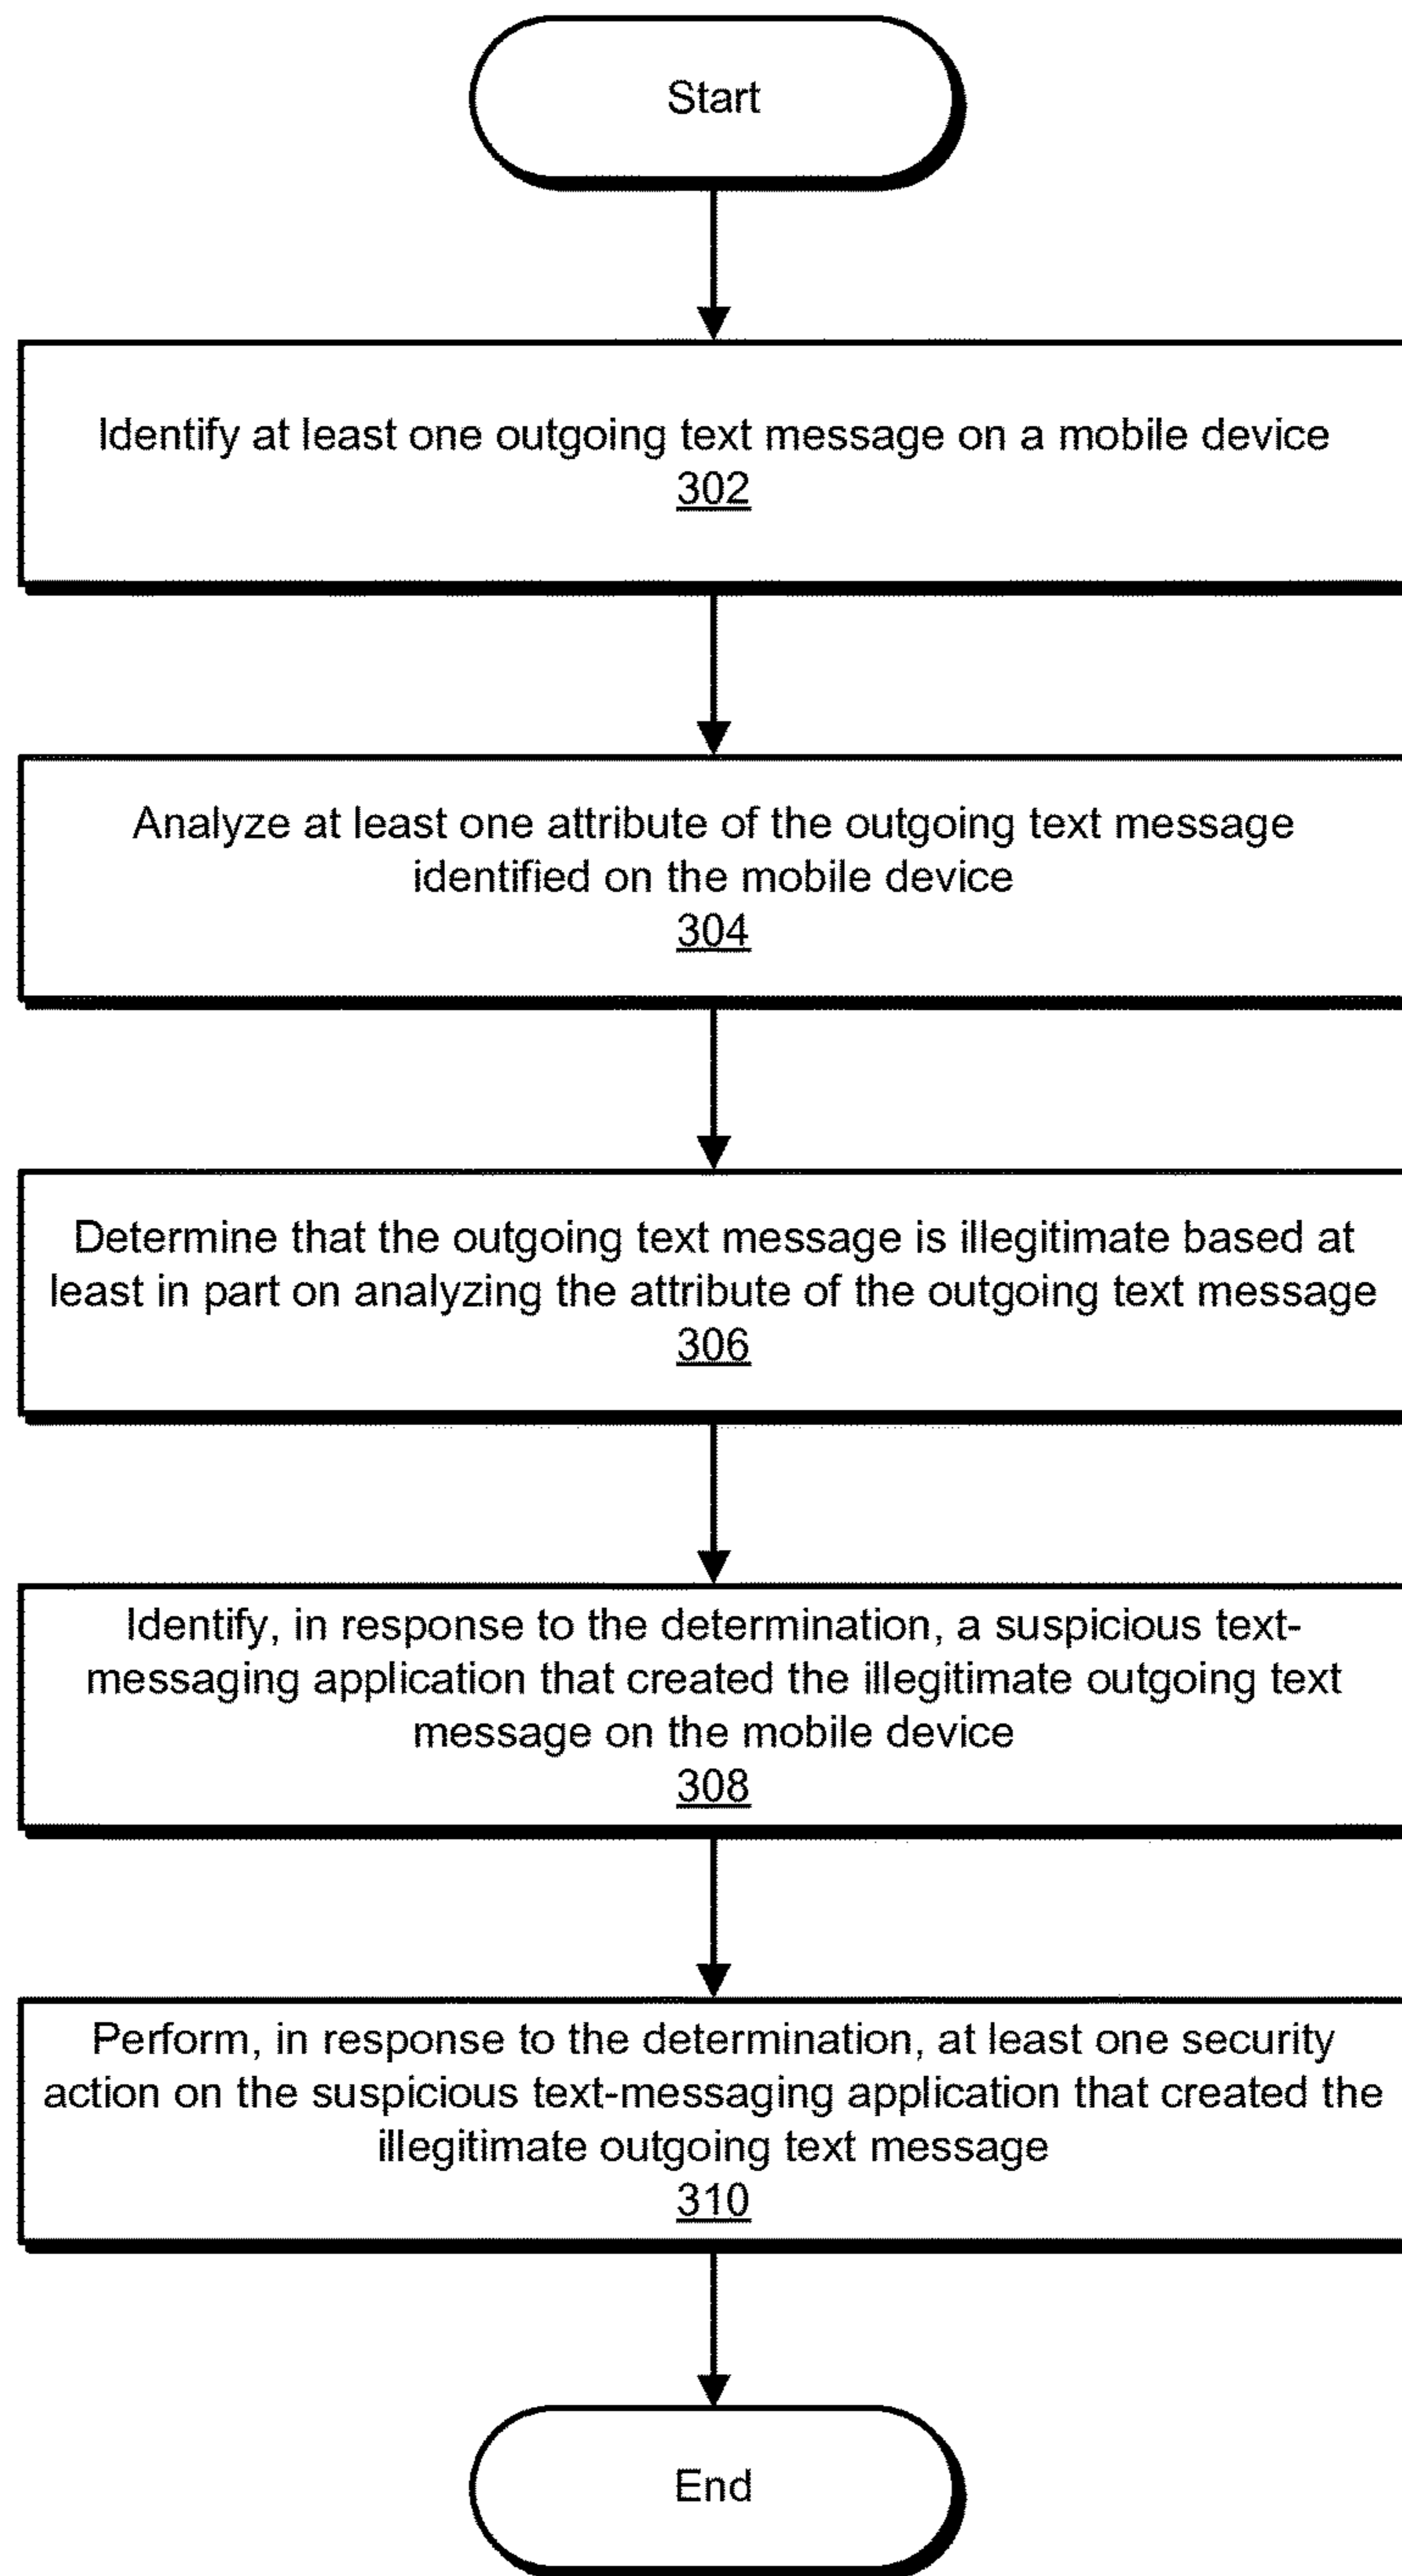 Start
Identify at least one outgoing text message on a mobile device
302
Analyze at least one attribute of the outgoing text message
identified on the mobile device
304
Determine that the outgoing text message is illegitimate based at
least in part on analyzing the attribute of the outgoing text message
306
Identify, in response to the determination, a suspicious text-
messaging application that created the illegitimate outgoing text
message on the mobile device
308
Perform, in response to the determination, at least one security
action on the suspicious text-messaging application that created the
illegitimate outgoing text message
310
End